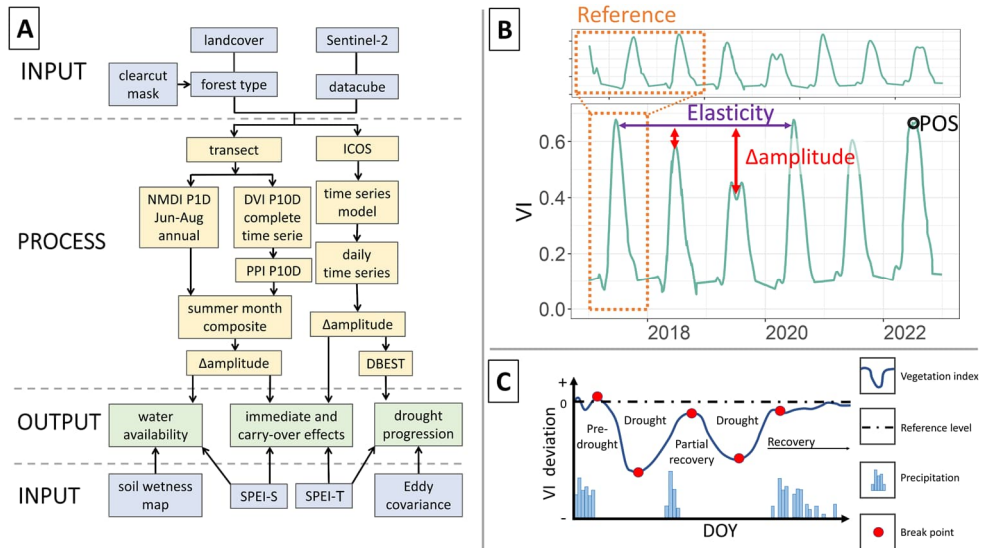 A
INPUT
landcover
Sentinel-2
clearcut
mask
forest type
datacube
PROCESS
transect
ICOS
NMDI P1D
Jun-Aug
annual
DVI P10D
complete
time serie
time series
model
PPI P10D
daily
time series
summer month
composite
Δamplitude
Δamplitude
DBEST
OUTPUT
water
availability
immediate and
carry-over effects
drought
progression
INPUT
soil wetness
map
SPEI-S
SPEI-T
Eddy
covariance
B
Reference
Elasticity
POS
Δamplitude
VI
0.6
0.4
0.2
0.0
2018
2020
2022
C
VI deviation
+
0
-
Pre-
drought
Drought
Partial
recovery
Drought
Recovery
DOY
Vegetation index
Reference level
Precipitation
Break point